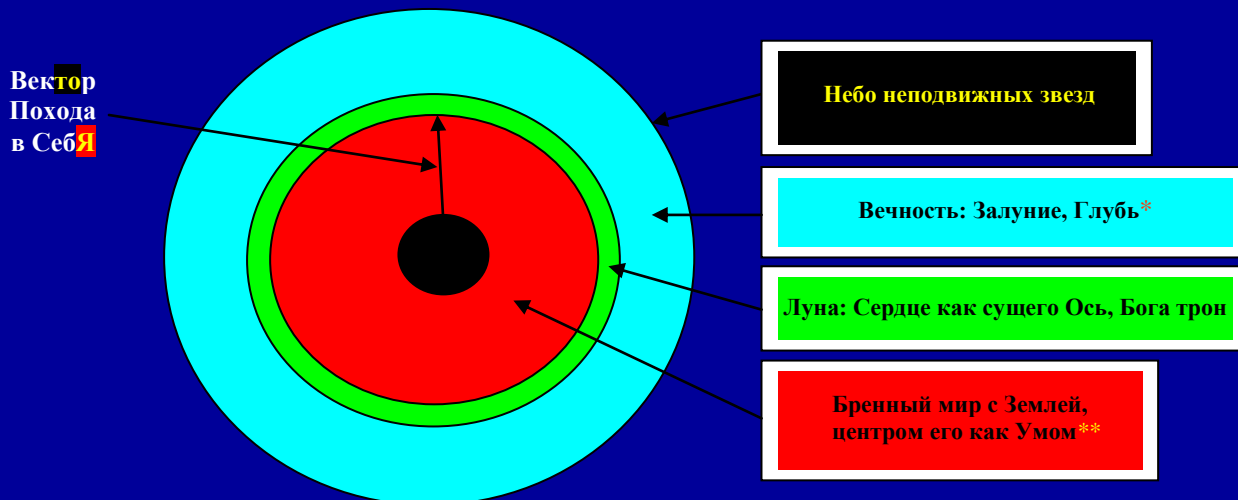 Вектор
Похода
в СебЯ
Небо неподвижных звезд
Вечность: Залуние, Глубь*
Луна: Сердце как сущего Ось, Бога трон
Бренный мир с Землей,
центром его как Умом**